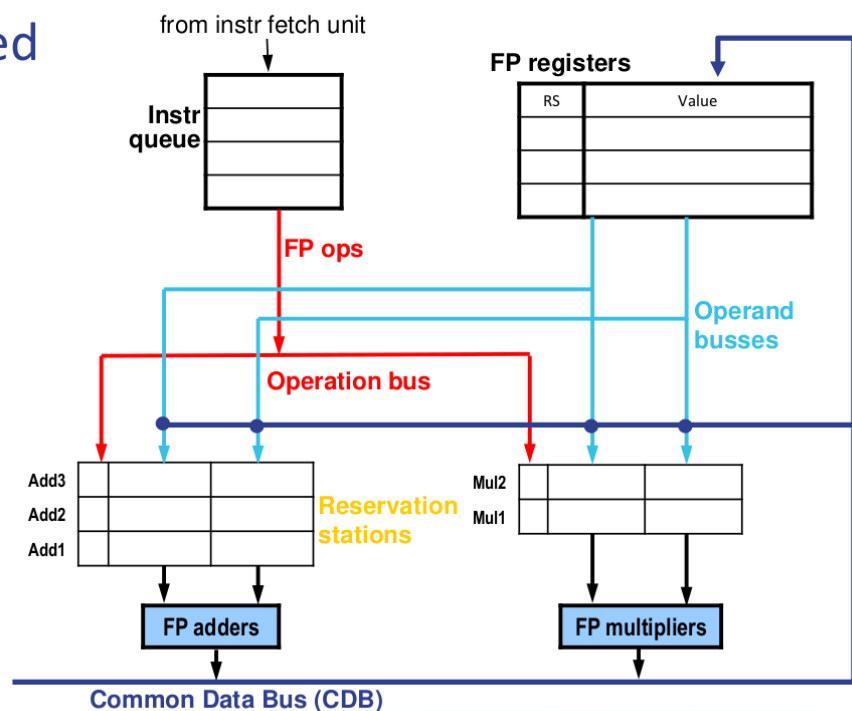 ed
from instr fetch unit
FP registers
RS
Value
Instr
queue
FP ops
Operand
busses
Operation bus
Add3
Add2
Add1
Reservation
stations
Mul2
Mul1
FP adders
FP multipliers
Common Data Bus (CDB)